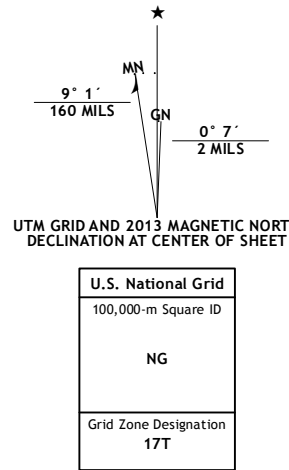 ★
MN
9° 1´
160 MILS
GN
0° 7´
2 MILS
UTM GRID AND 2013 MAGNETIC NORT
DECLINATION AT CENTER OF SHEET
U.S. National Grid
100,000-m Square ID
NG
Grid Zone Designation
17T